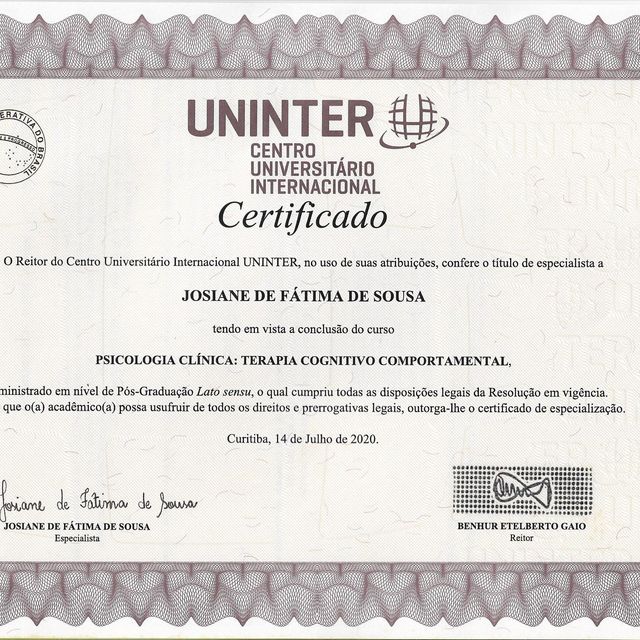 UNINTER
CENTRO
UNIVERSITÁRIO
INTERNACIONAL
ERATIVA DO BRASIL
Certificado
O Reitor do Centro Universitário Internacional UNINTER, no uso de suas atribuições, confere o título de especialista a
JOSIANE DE FÁTIMA DE SOUSA
tendo em vista a conclusão do curso
PSICOLOGIA CLÍNICA: TERAPIA COGNITIVO COMPORTAMENTAL,
ministrado em nível de Pós-Graduação Lato sensu, o qual cumpriu todas as disposições legais da Resolução em vigência.
que o(a) acadêmico(a) possa usufruir de todos os direitos e prerrogativas legais, outorga-lhe o certificado de especialização.
Curitiba, 14 de Julho de 2020.
Josiane de Fátima de Sousa
JOSIANE DE FÁTIMA DE SOUSA
Especialista
BENHUR ETELBERTO GAIO
Reitor